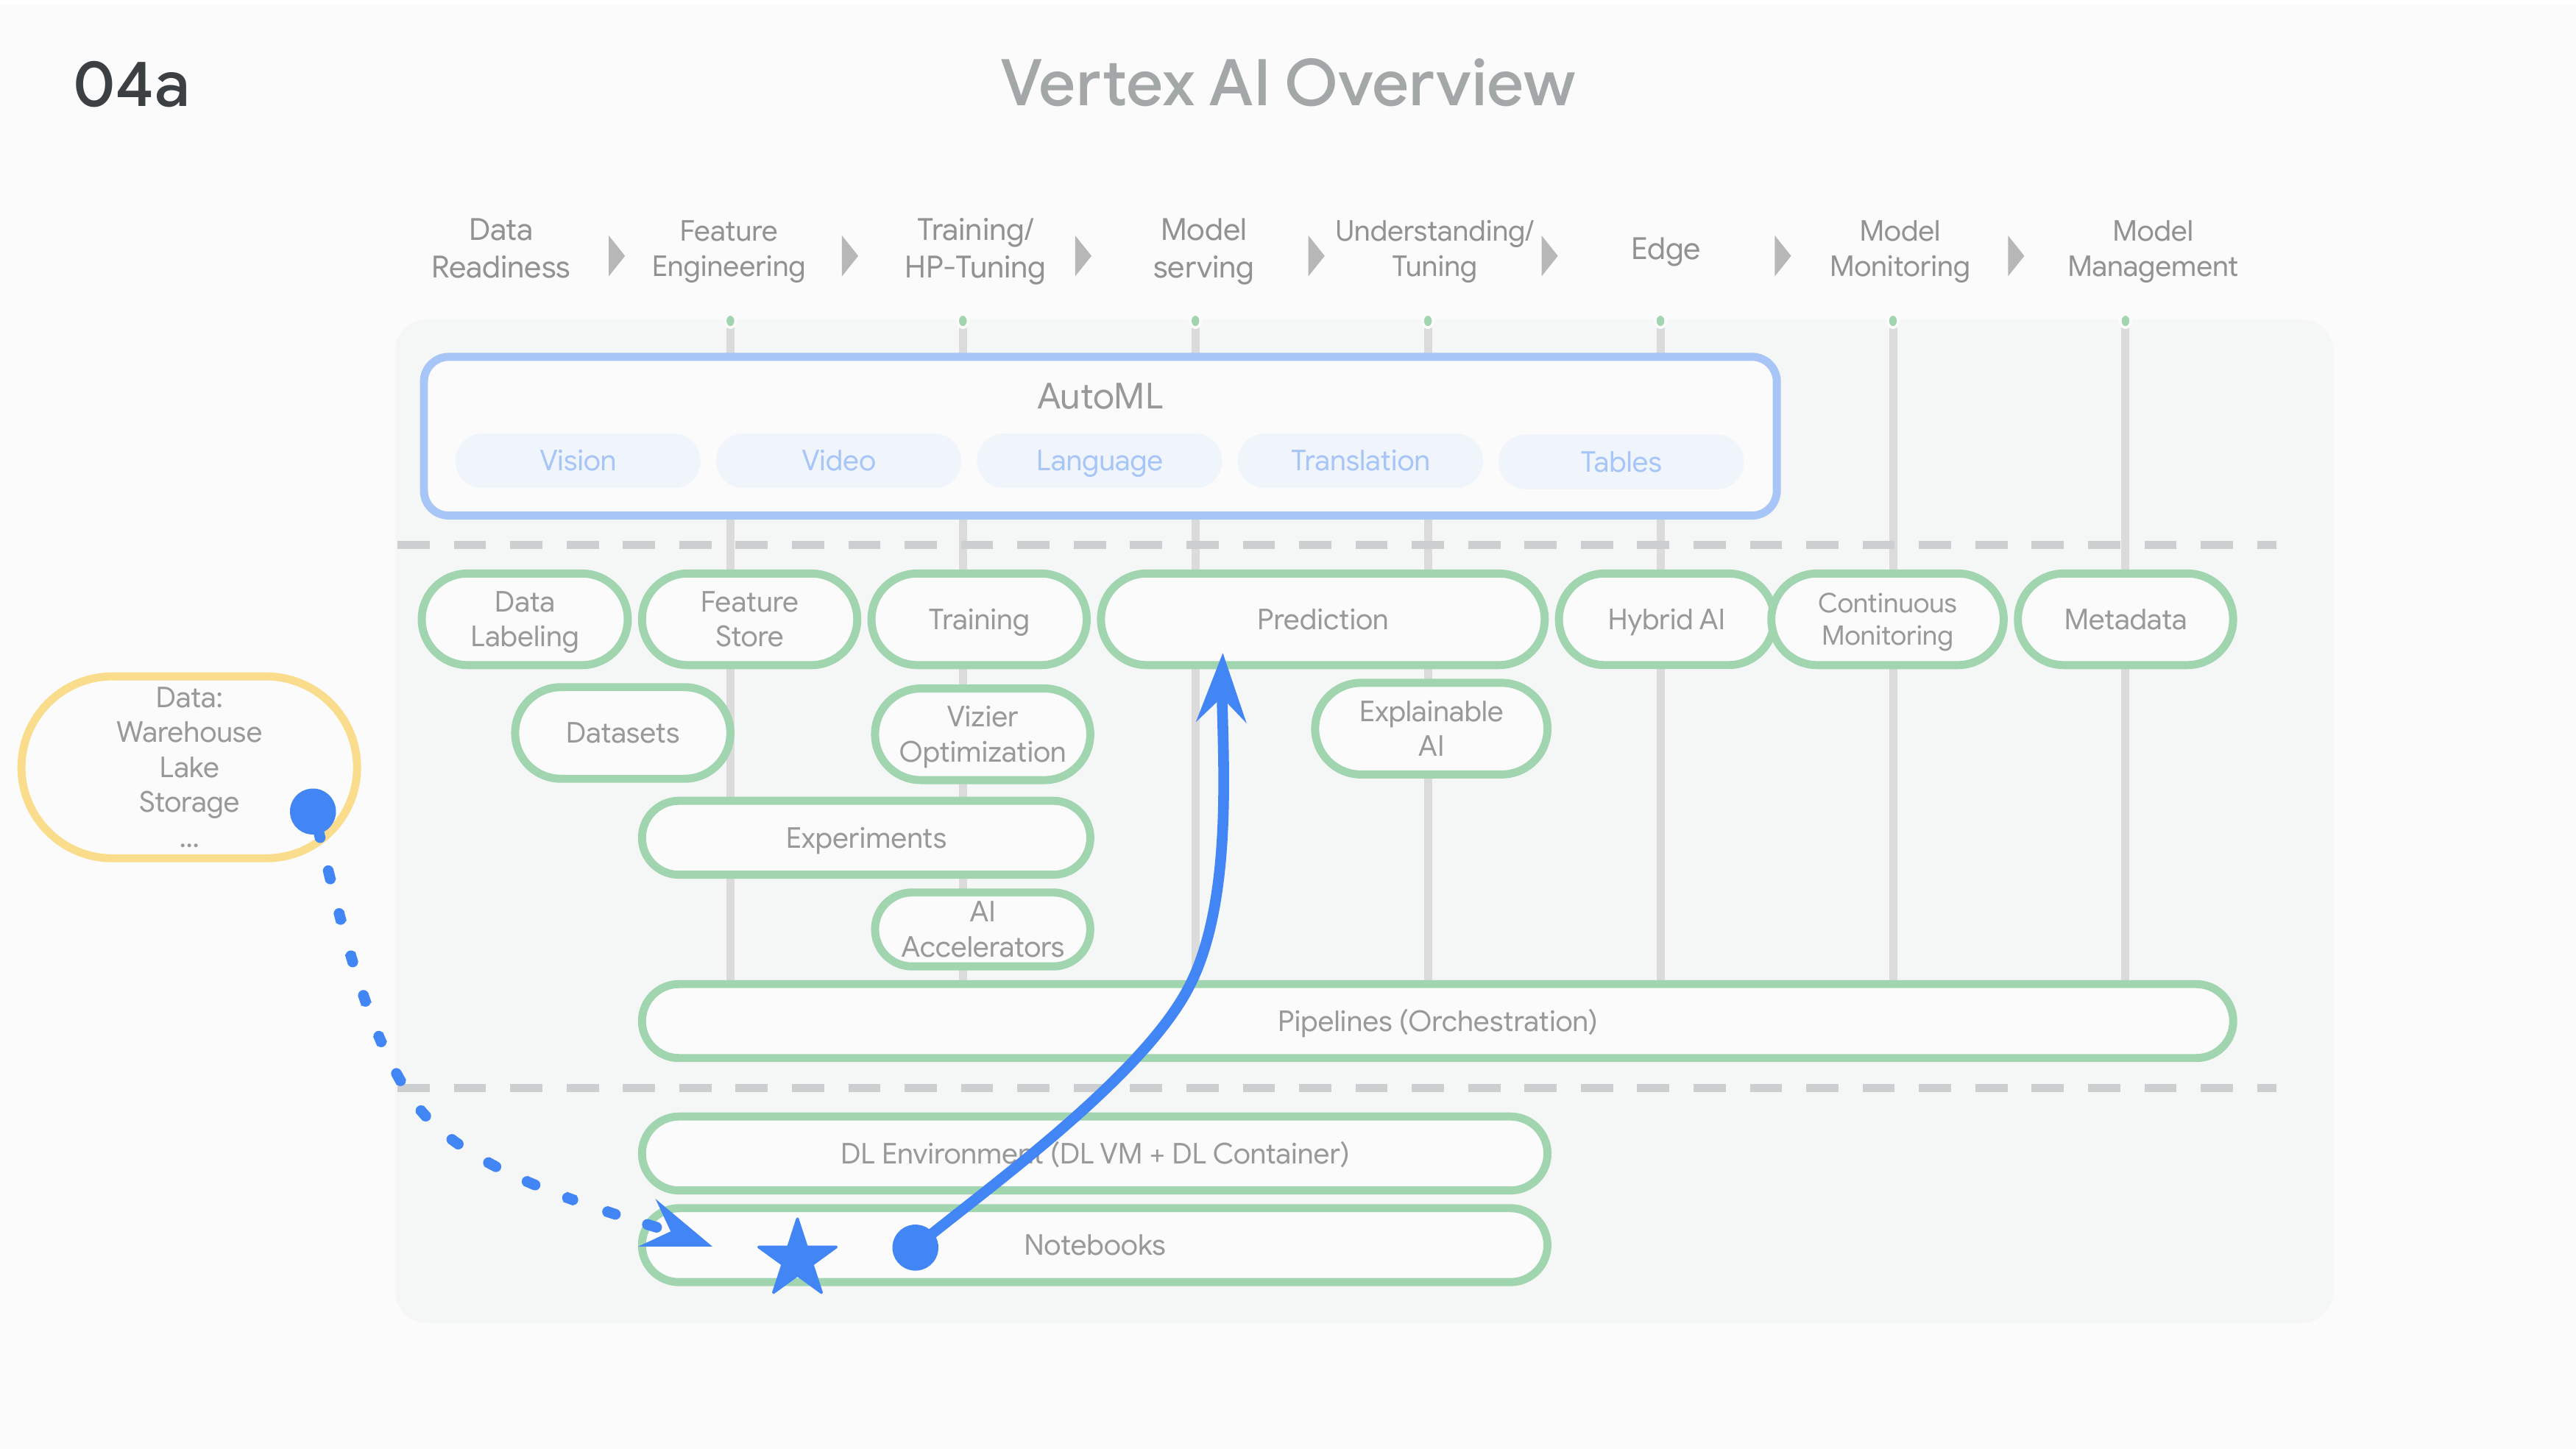 04a
Vertex AI Overview
Data
Readiness
Feature
Engineering
Training/
HP-Tuning
Model
serving
Understanding/
Tuning
Edge
Model
Monitoring
Model
Management
AutoML
Vision
Video
Language
Translation
Tables
Data
Labeling
Feature
Store
Training
Prediction
Hybrid AI
Continuous
Monitoring
Metadata
Data:
Warehouse
Lake
Storage
...
Datasets
Vizier
Optimization
Explainable
AI
Experiments
AI
Accelerators
Pipelines (Orchestration)
DL Environment (DL VM + DL Container)
Notebooks